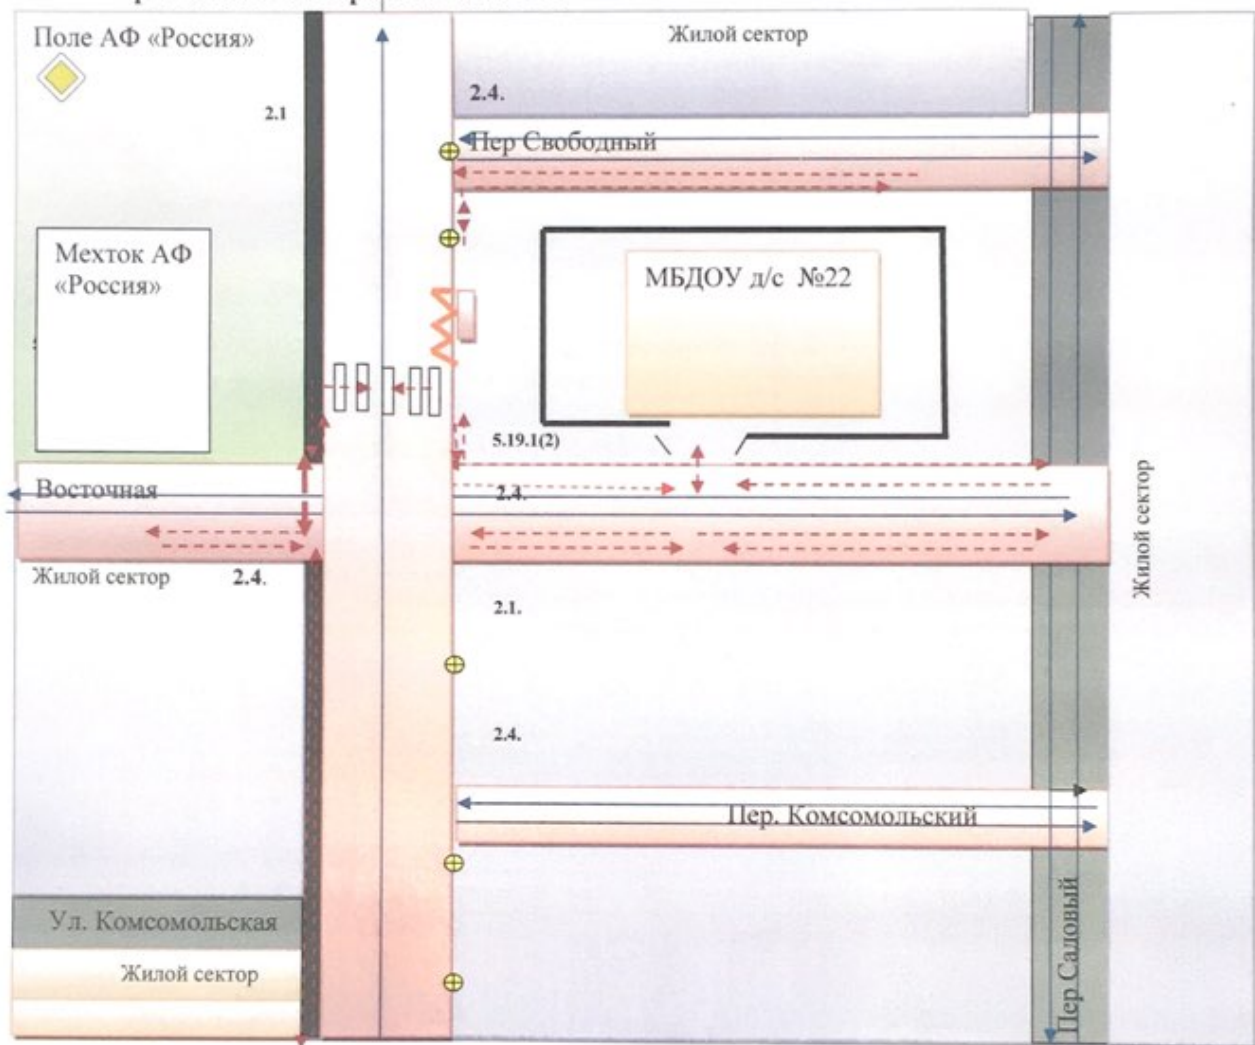 Поле АФ «Россия»
Жилой сектор
2.4.
2.1
Пер Свободный
Мехток АФ
«Россия»
МБДОУ д/с №22
5.19.1(2)
Восточная
2.4.
Жилой сектор
Жилой сектор
2.4.
2.1.
2.4.
Пер. Комсомольский
Ул. Комсомольская
Пер Садовый
Жилой сектор